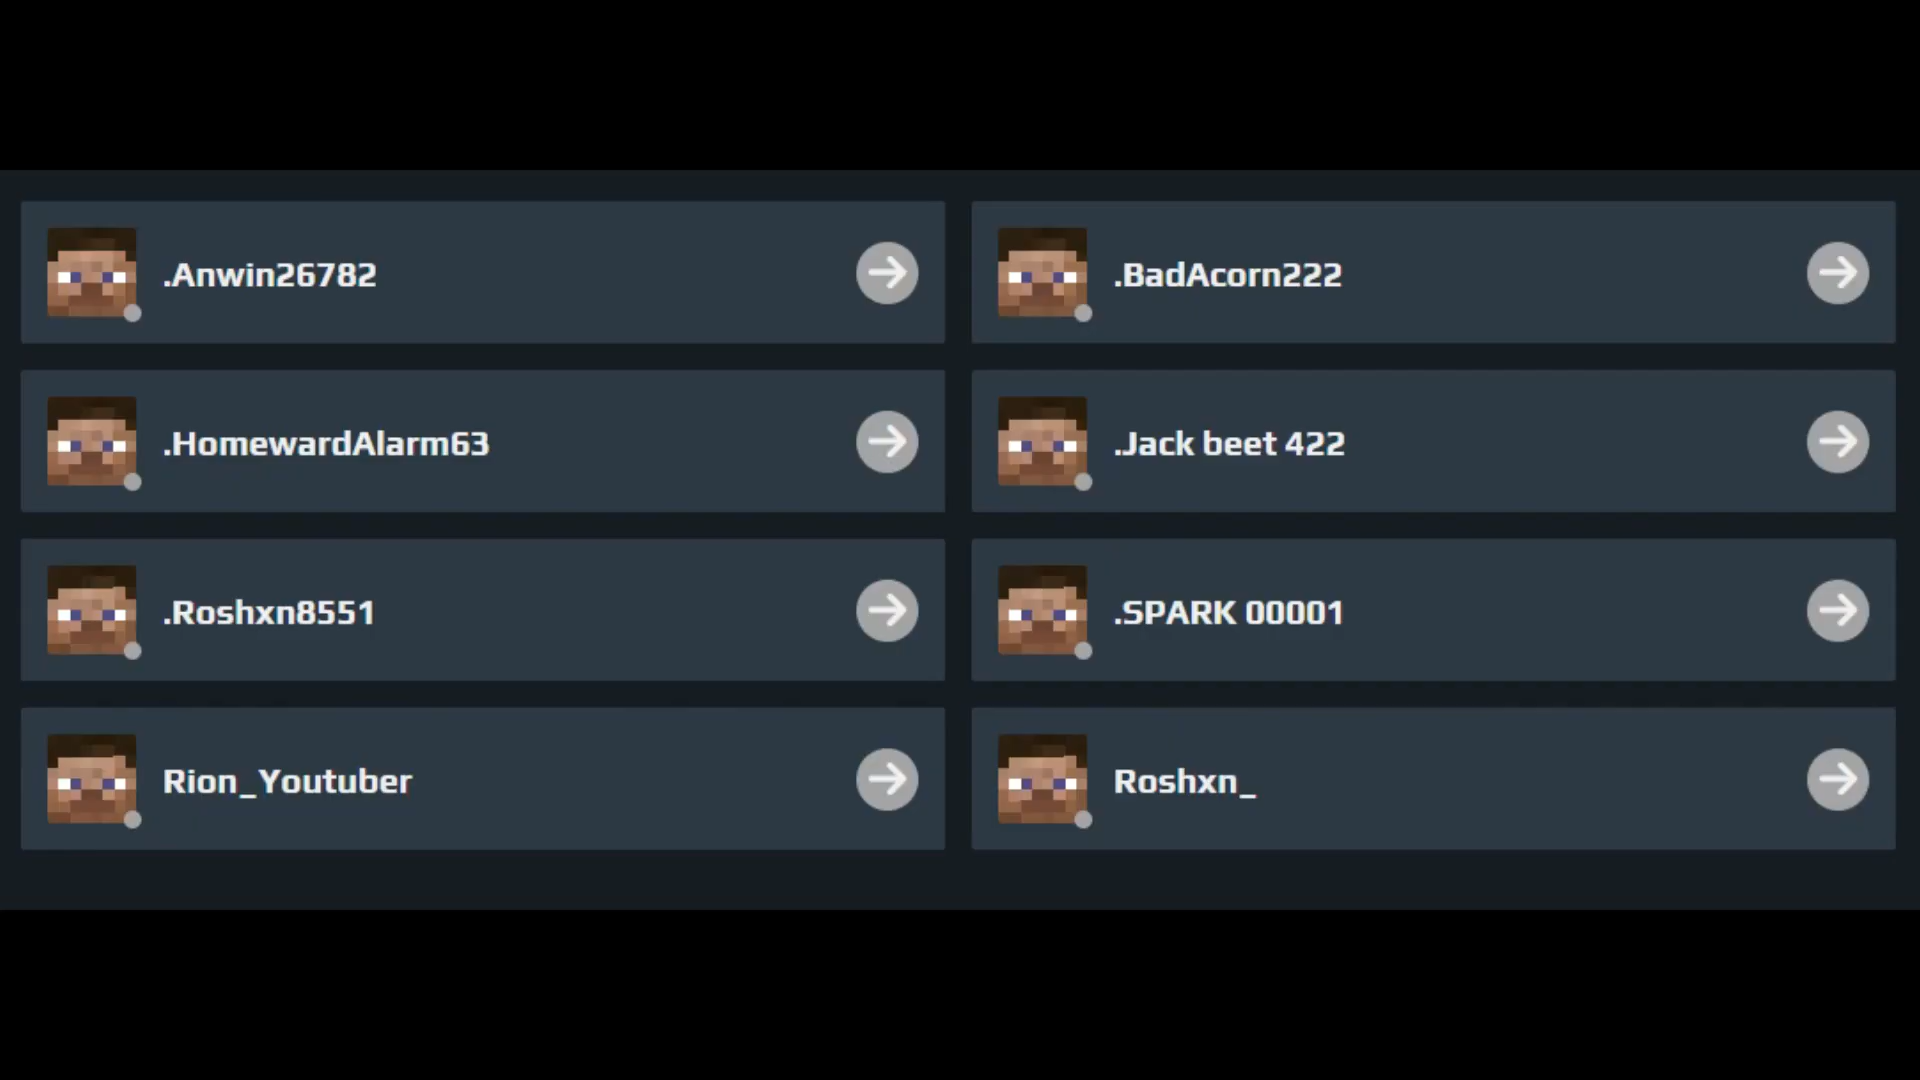 .Anwin26782
.BadAcorn222
.HomewardAlarm63
.Jack beet 422
.Roshxn8551
.SPARK 00001
Rion_Youtuber
Roshxn_